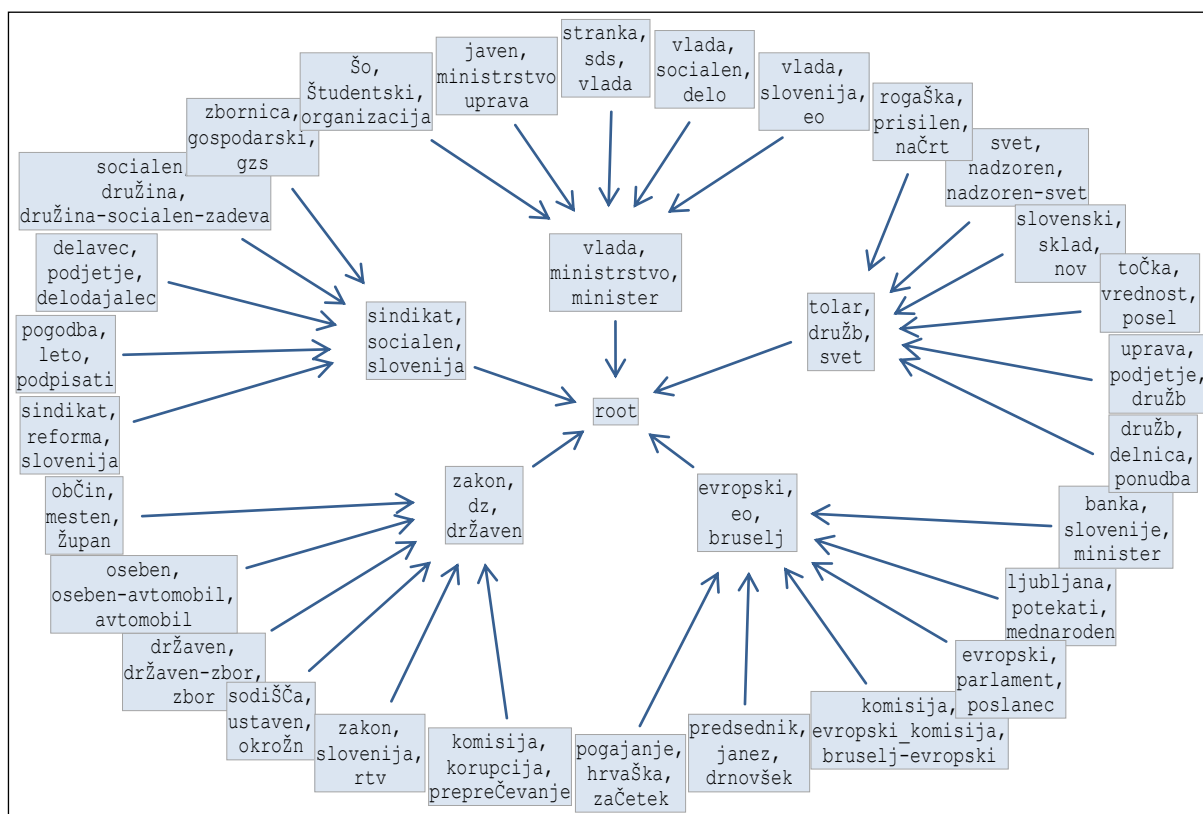 stranka,
sds,
vlada
vlada,
socialen,
delo
vlada,
slovenija,
eo
javen,
ministrstvo
uprava
Šo,
Študentski,
organizacija
zbornica,
gospodarski,
gzs
socialen,
druŽina,
druŽina-socialen-zadeva
delavec,
podjetje,
delodajalec
pogodba,
leto,
podpisati
sindikat,
reforma,
slovenija
rogaŠka,
prisilen,
naČrt
svet,
nadzoren,
nadzoren-svet
slovenski,
sklad,
nov
toČka,
vrednost,
posel
uprava,
podjetje,
druŽb
druŽb,
delnica,
ponudba
vlada,
ministrstvo,
minister
sindikat,
socialen,
slovenija
tolar,
druŽb,
svet
root
zakon,
dz,
drŽaven
evropski,
eo,
bruselj
obČin,
mesten,
Župan
oseben,
oseben-avtomobil,
avtomobil
drŽaven,
drŽaven-zbor,
zbor
sodiŠČa,
ustaven,
okroŽn
zakon,
slovenija,
rtv
komisija,
korupcija,
prepreČevanje
pogajanje,
hrvaŠka,
zaČetek
predsednik,
janez,
drnovšek
komisija,
evropski_komisija,
bruselj-evropski
evropski,
parlament,
poslanec
ljubljana,
potekati,
mednaroden
banka,
slovenije,
minister